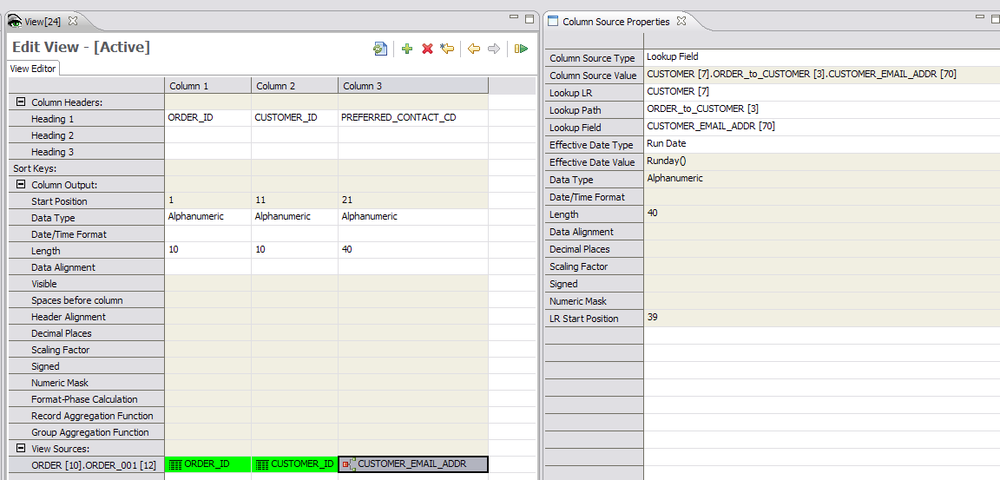 View[24]
Edit View - [Active]
View Editor
Column 1 Column 2 Column 3
Column Headers:
Heading 1 ORDER_ID CUSTOMER_ID PREFERRED_CONTACT_CD
Heading 2
Heading 3
Sort Keys:
Column Output:
Start Position 1 11 21
Data Type Alphanumeric Alphanumeric Alphanumeric
Date/Time Format
Length 10 10 40
Data Alignment
Visible
Spaces before column
Header Alignment
Decimal Places
Scaling Factor
Signed
Numeric Mask
Format-Phase Calculation
Record Aggregation Function
Group Aggregation Function
View Sources:
ORDER [10].ORDER_001 [12] ORDER_ID CUSTOMER_ID CUSTOMER_EMAIL_ADDR
Column Source Properties
Column Source Type Lookup Field
Column Source Value CUSTOMER [7].ORDER_to_CUSTOMER [3].CUSTOMER_EMAIL_ADDR [70]
Lookup LR CUSTOMER [7]
Lookup Path ORDER_to_CUSTOMER [3]
Lookup Field CUSTOMER_EMAIL_ADDR [70]
Effective Date Type Run Date
Effective Date Value Runday()
Data Type Alphanumeric
Date/Time Format
Length 40
Data Alignment
Decimal Places
Scaling Factor
Signed
Numeric Mask
LR Start Position 39